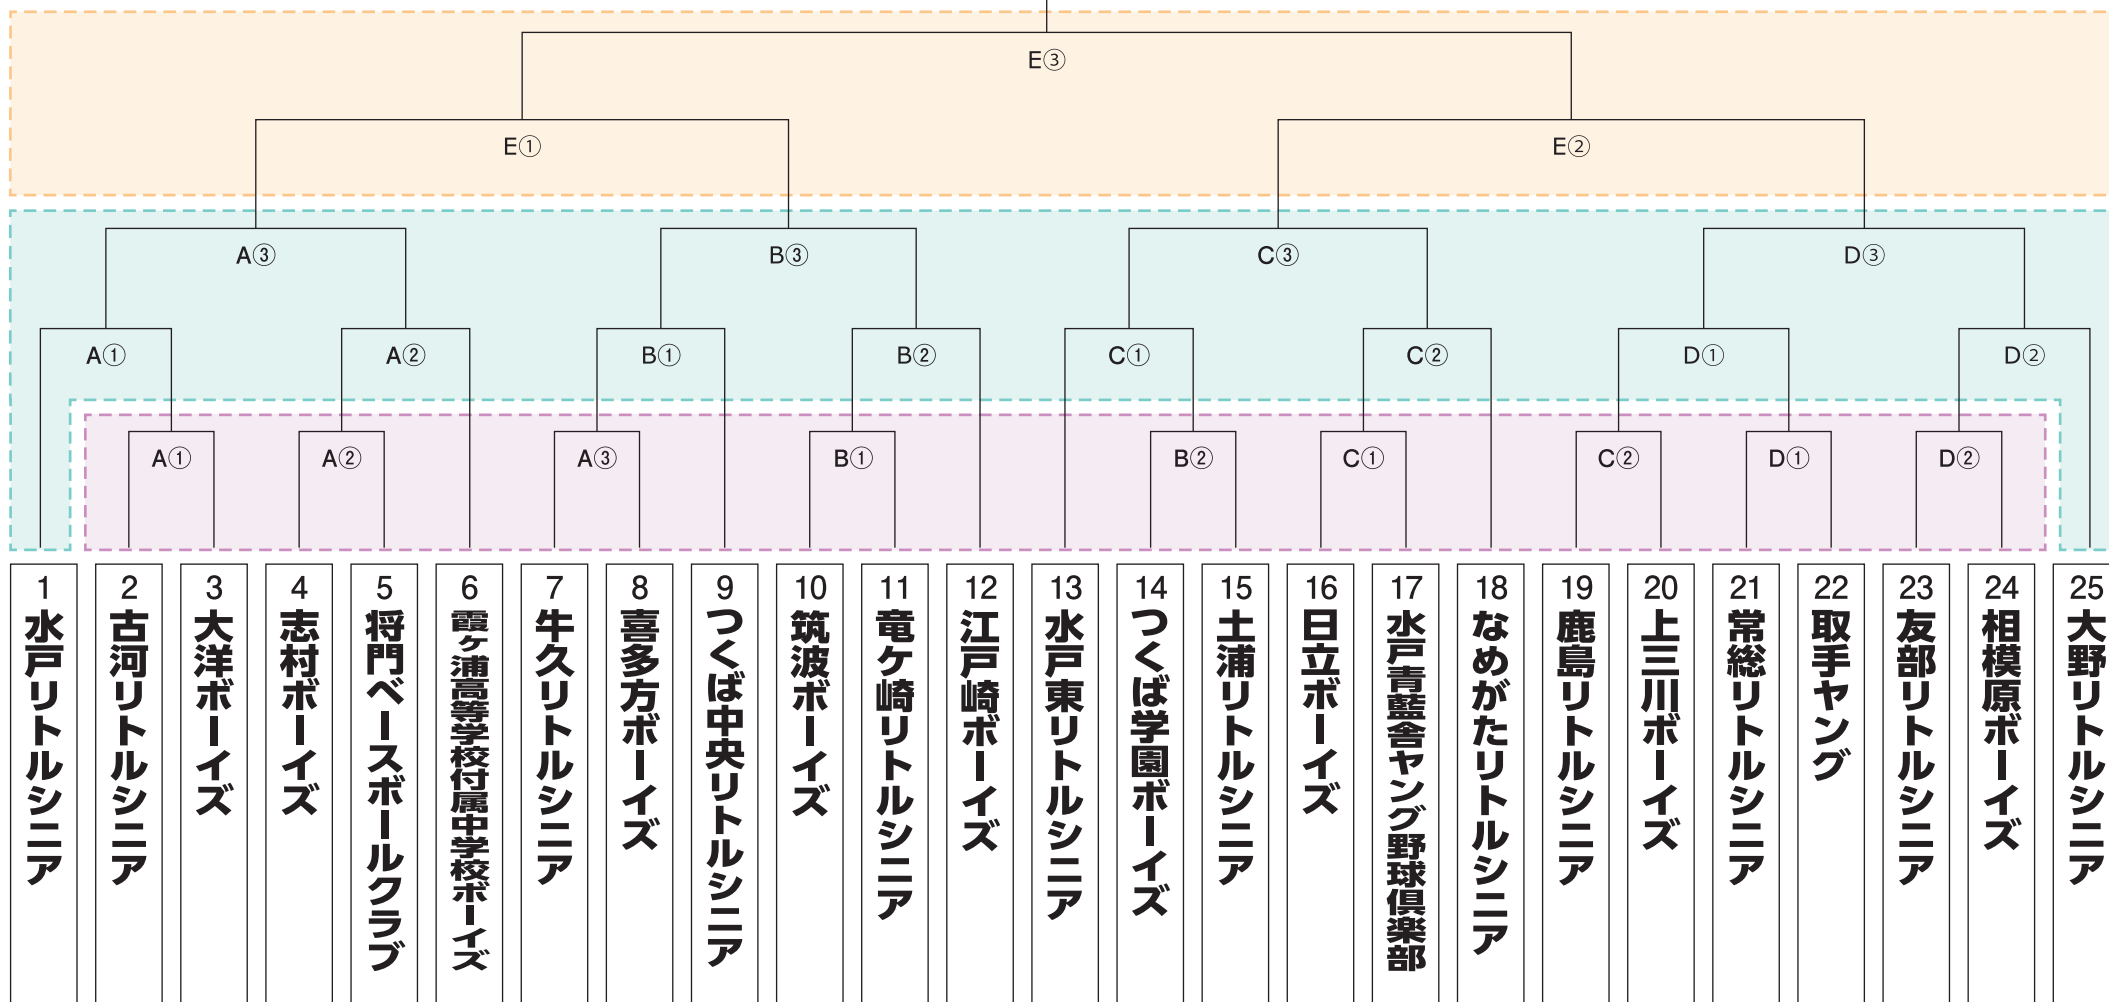 E③
E①
E②
A③
B③
C③
D③
A①
A②
B①
B②
C①
C②
D①
D②
A①
A②
A③
B①
B②
C①
C②
D①
D②
1
水戸リトルシニア
2
古河リトルシニア
3
大洋ボーイズ
4
志村ボーイズ
5
将門ベースボールクラブ
6
霞ヶ浦高等学校付属中学校ボーイズ
7
牛久リトルシニア
8
喜多方ボーイズ
9
つくば中央リトルシニア
10
筑波ボーイズ
11
竜ケ崎リトルシニア
12
江戸崎ボーイズ
13
水戸東リトルシニア
14
つくば学園ボーイズ
15
土浦リトルシニア
16
日立ボーイズ
17
水戸青藍舎ヤング野球倶楽部
18
なめがたリトルシニア
19
鹿島リトルシニア
20
上三川ボーイズ
21
常総リトルシニア
22
取手ヤング
23
友部リトルシニア
24
相模原ボーイズ
25
大野リトルシニア